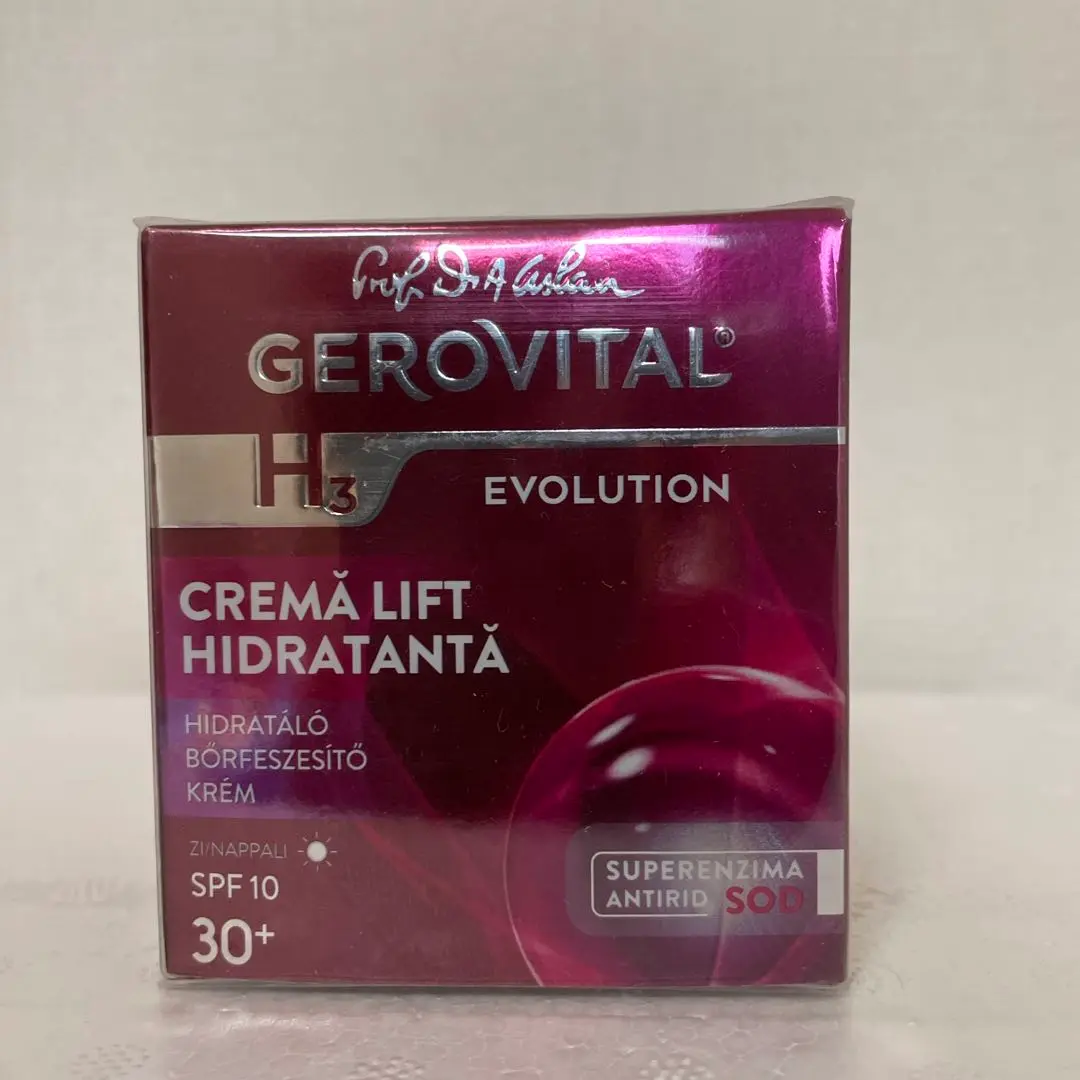 Prof. Dr A Aslan
GEROVITAL®
H3
EVOLUTION
CREMĂ LIFT
HIDRATANTĂ
HIDRATÁLÓ
BŐRFESZESÍTŐ
KRÉM
ZI/NAPPALI
SPF 10
30+
SUPERENZIMA
ANTIRID SOD